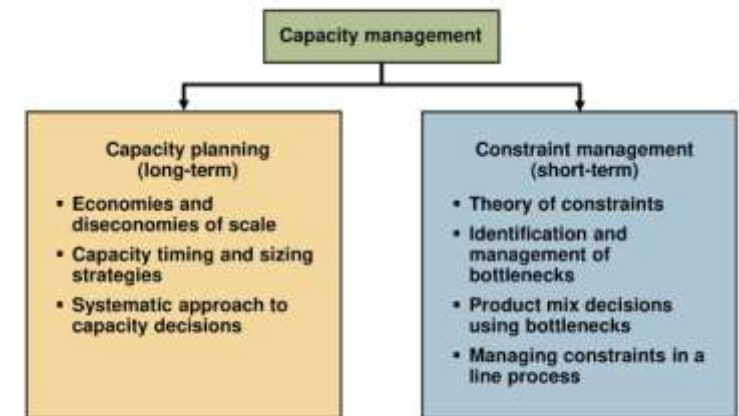 Capacity management
Capacity planning
(long-term)
▪ Economies and
diseconomies of scale
▪ Capacity timing and sizing
strategies
▪ Systematic approach to
capacity decisions
Constraint management
(short-term)
▪ Theory of constraints
▪ Identification and
management of
bottlenecks
▪ Product mix decisions
using bottlenecks
▪ Managing constraints in a
line process